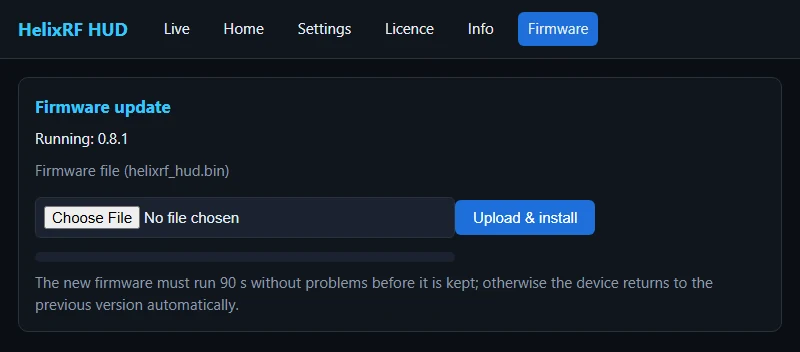 HelixRF HUD Live Home Settings Licence Info Firmware
Firmware update
Running: 0.8.1
Firmware file (helixrf_hud.bin)
Choose File No file chosen Upload & install
The new firmware must run 90 s without problems before it is kept; otherwise the device returns to the
previous version automatically.